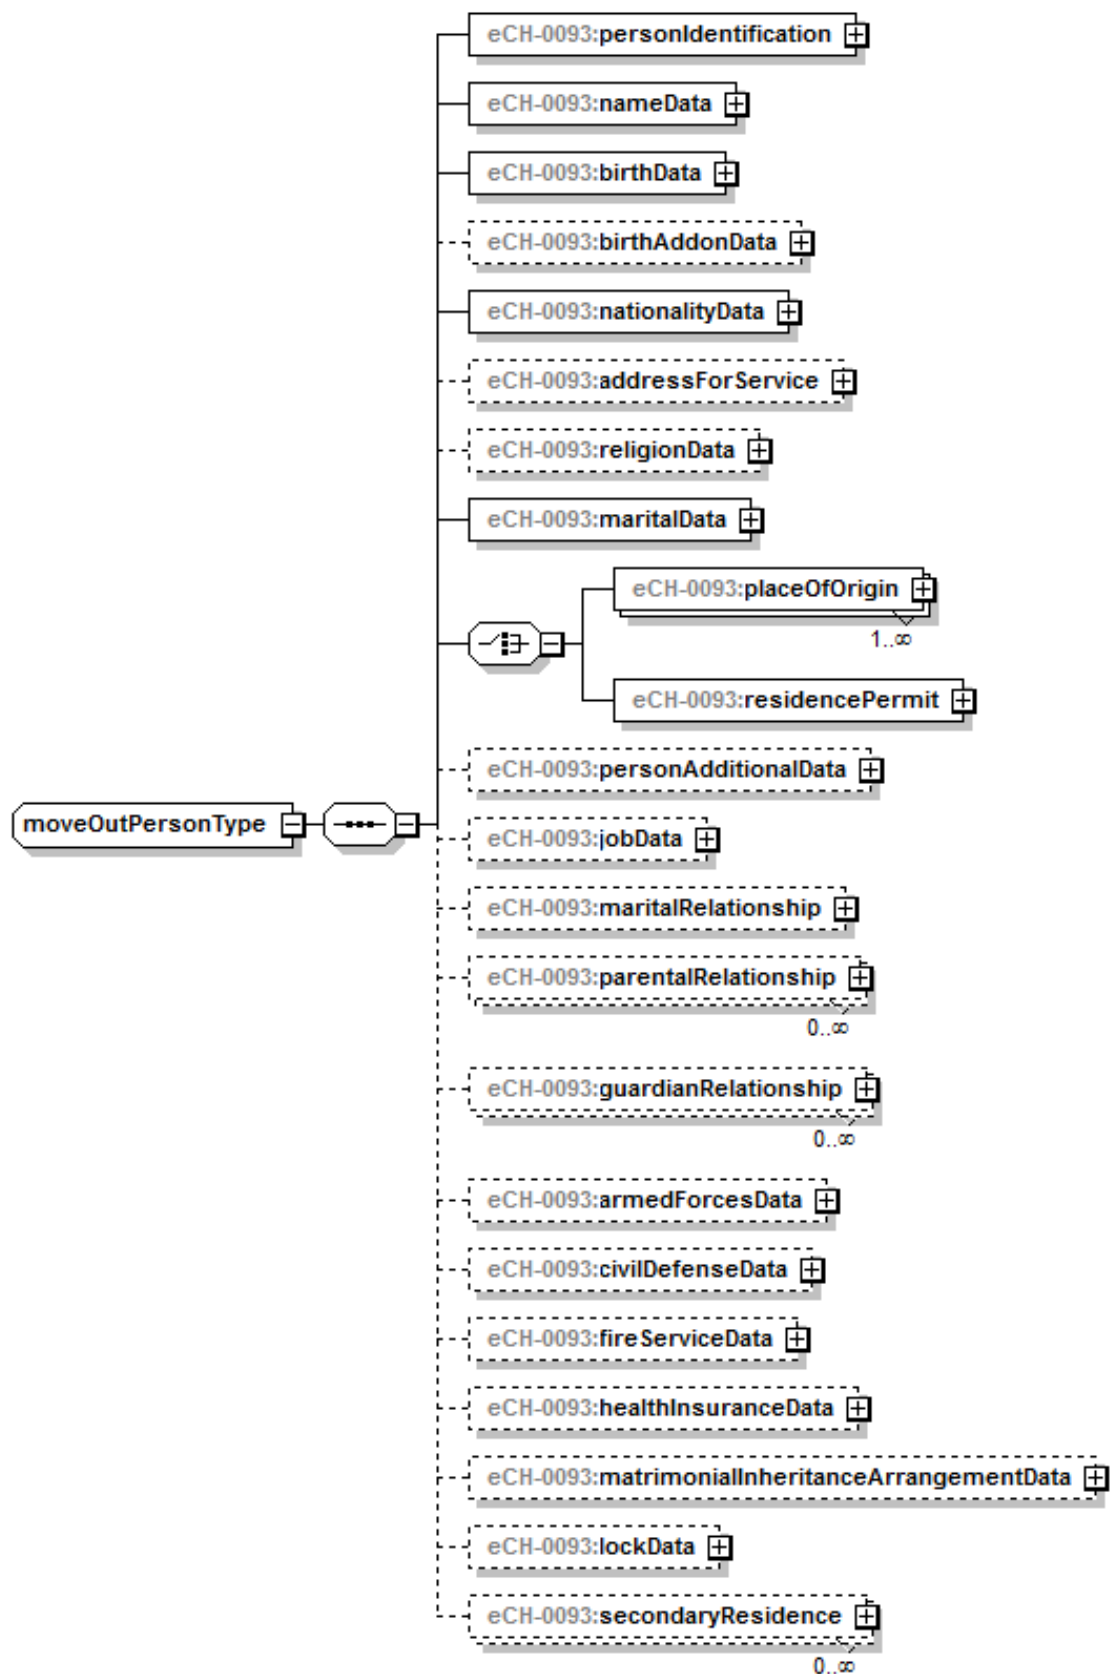 eCH-0093:personIdentification
eCH-0093:nameData
eCH-0093:birthData
eCH-0093:birthAddonData
eCH-0093:nationalityData
eCH-0093:addressForService
eCH-0093:religionData
eCH-0093:maritalData
eCH-0093:placeOfOrigin
1..∞
eCH-0093:residencePermit
eCH-0093:personAdditionalData
moveOutPersonType
eCH-0093:jobData
eCH-0093:maritalRelationship
eCH-0093:parentalRelationship
0..∞
eCH-0093:guardianRelationship
0..∞
eCH-0093:armedForcesData
eCH-0093:civilDefenseData
eCH-0093:fireServiceData
eCH-0093:healthInsuranceData
eCH-0093:matrimonialInheritanceArrangementData
eCH-0093:lockData
eCH-0093:secondaryResidence
0..∞